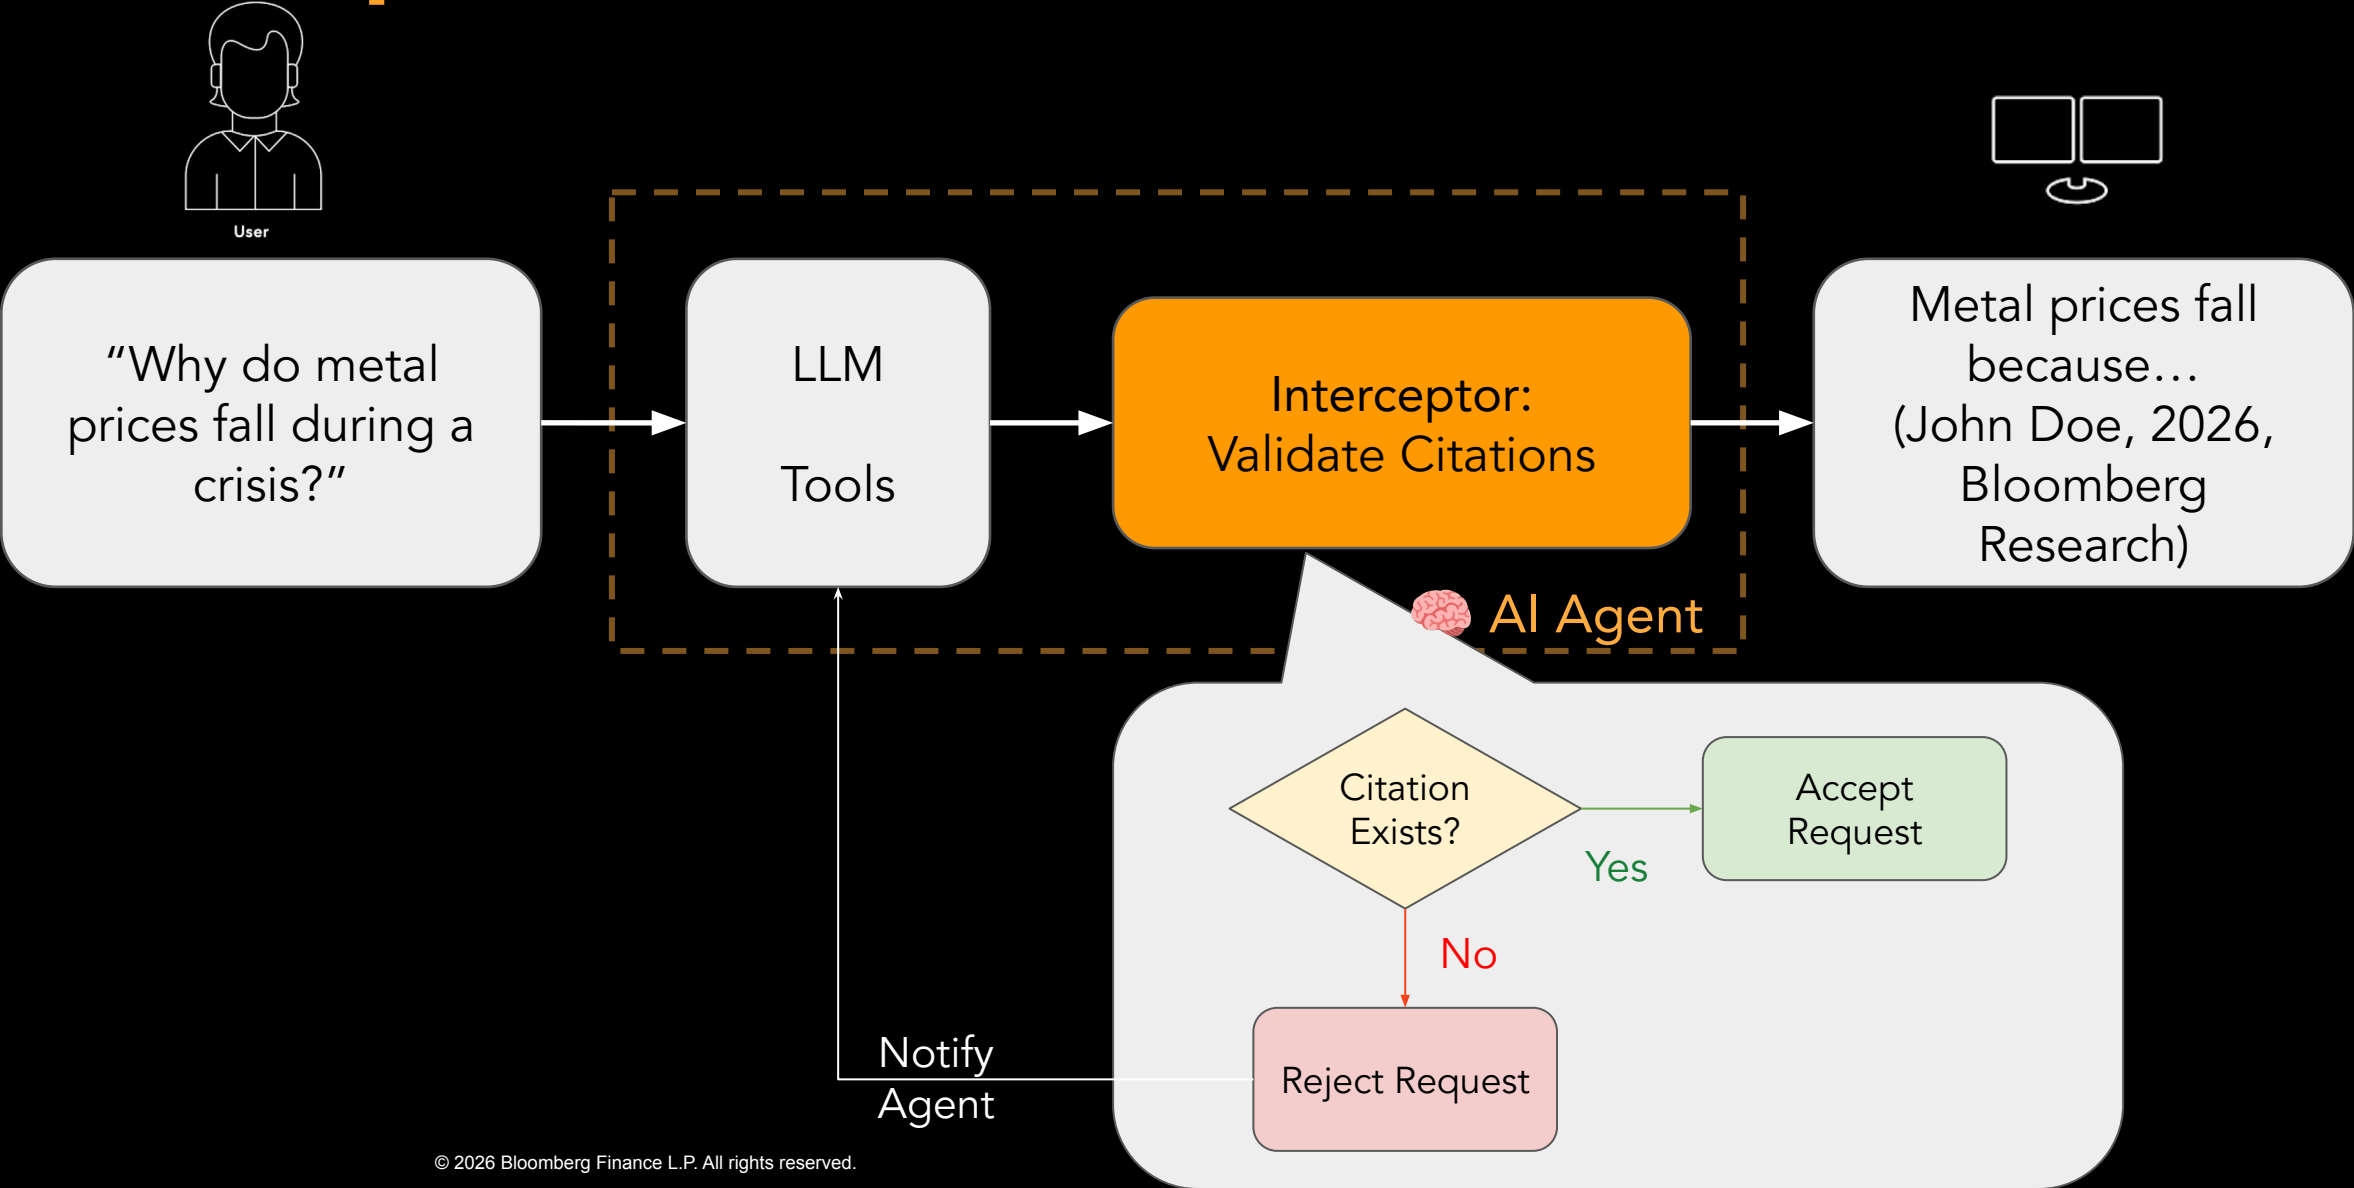 User
“Why do metal
prices fall during a
crisis?”
LLM
Tools
Interceptor:
Validate Citations
Metal prices fall
because…
(John Doe, 2026,
Bloomberg
Research)
🧠 AI Agent
Citation
Exists?
Yes
Accept
Request
No
Reject Request
Notify
Agent
© 2026 Bloomberg Finance L.P. All rights reserved.